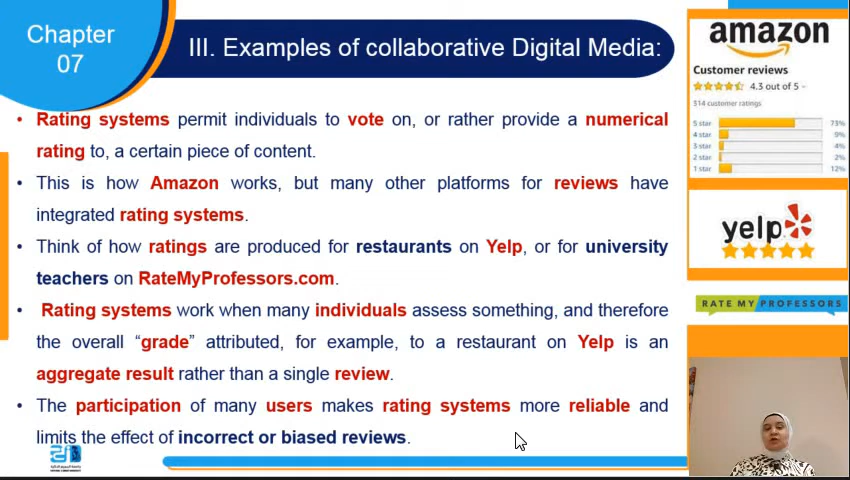 Chapter
07
III. Examples of collaborative Digital Media:
• Rating systems permit individuals to vote on, or rather provide a numerical
rating to, a certain piece of content.
• This is how Amazon works, but many other platforms for reviews have
integrated rating systems.
• Think of how ratings are produced for restaurants on Yelp, or for university
teachers on RateMyProfessors.com.
• Rating systems work when many individuals assess something, and therefore
the overall “grade” attributed, for example, to a restaurant on Yelp is an
aggregate result rather than a single review.
• The participation of many users makes rating systems more reliable and
limits the effect of incorrect or biased reviews.
amazon
Customer reviews
4.3 out of 5
314 customer ratings
5 star 73%
4 star 9%
3 star 4%
2 star 2%
1 star 12%
yelp
RATE MY PROFESSORS